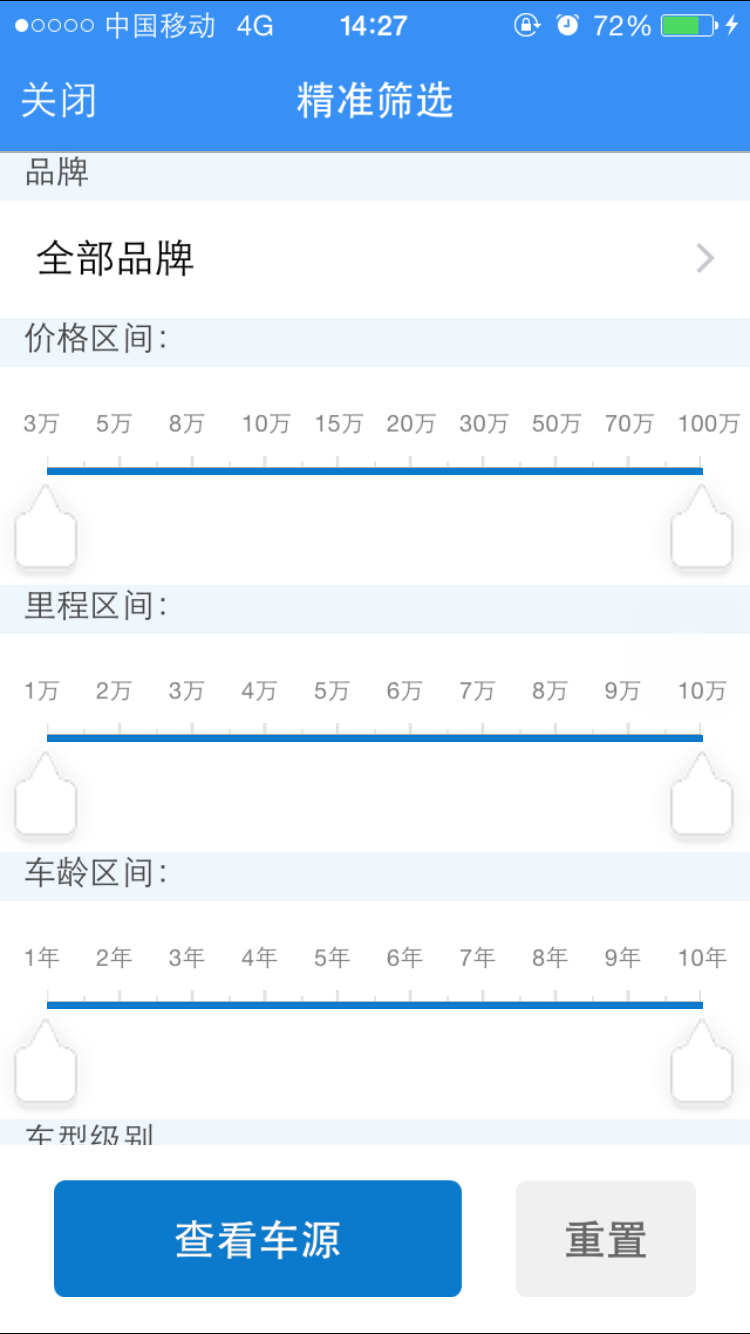 中国移动 4G 14:27 72%
关闭 精准筛选
品牌
全部品牌
价格区间:
3万 5万 8万 10万 15万 20万 30万 50万 70万 100万
里程区间:
1万 2万 3万 4万 5万 6万 7万 8万 9万 10万
车龄区间:
1年 2年 3年 4年 5年 6年 7年 8年 9年 10年
车型级别
查看车源 重置